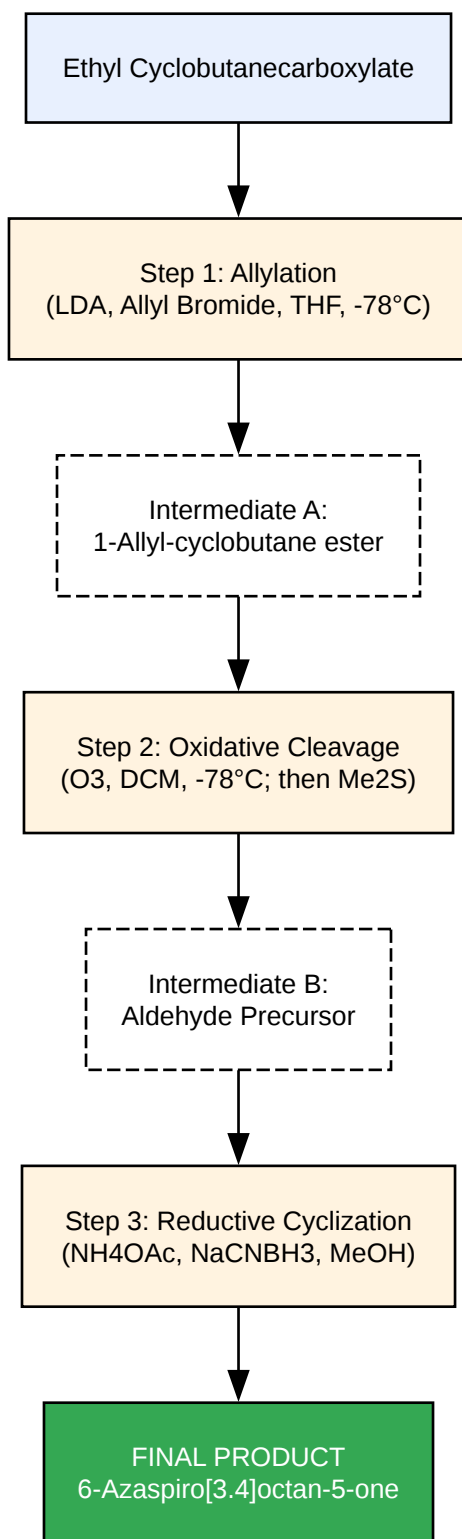 Ethyl Cyclobutanecarboxylate
Step 1: Allylation
(LDA, Allyl Bromide, THF, -78°C)
Intermediate A:
1-Allyl-cyclobutane ester
Step 2: Oxidative Cleavage
(O3, DCM, -78°C; then Me2S)
Intermediate B:
Aldehyde Precursor
Step 3: Reductive Cyclization
(NH4OAc, NaCNBH3, MeOH)
FINAL PRODUCT
6-Azaspiro[3.4]octan-5-one